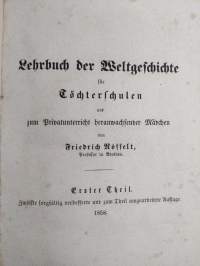 Lehrbuch der Weltgeschichte
für
Töchterschulen
und
zum Privatunterricht heranwachsender Mädchen
von
Friedrich Nösselt,
Professor in Breslau.
Erster Theil.
Zwölfte sorgfältig verbesserte und zum Theil umgearbeitete Auflage
1858.